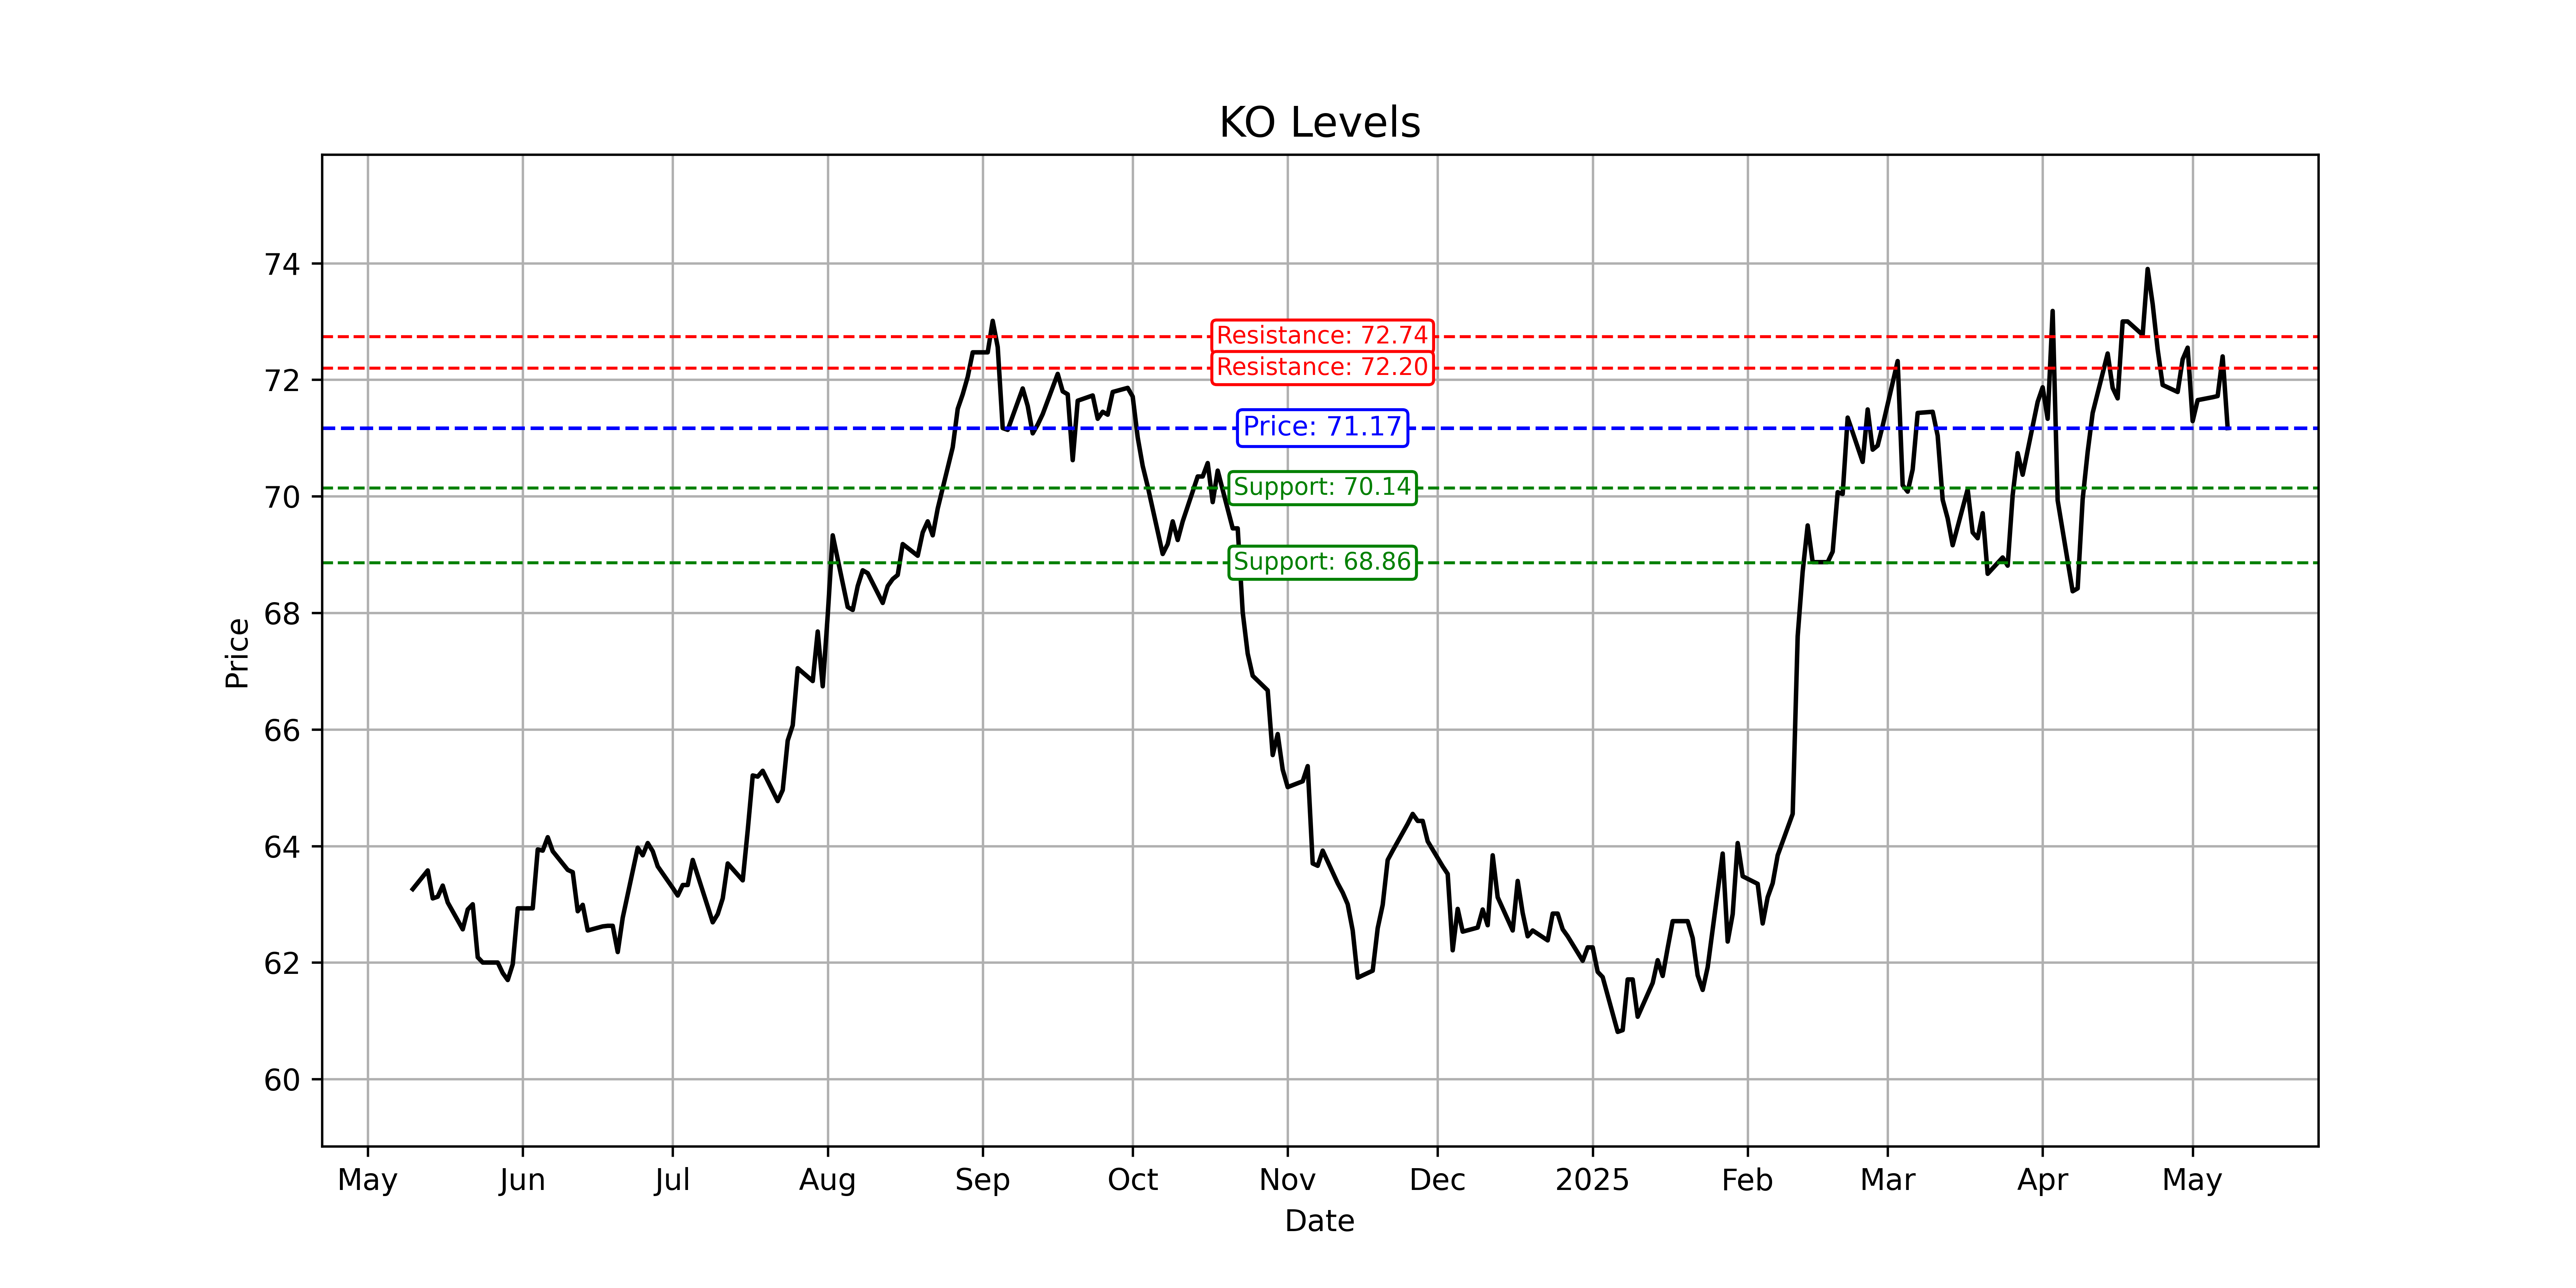 KO Levels
74
72
70
68
66
64
62
60
Price
Resistance: 72.74
Resistance: 72.20
Price: 71.17
Support: 70.14
Support: 68.86
May Jun Jul Aug Sep Oct Nov Dec 2025 Feb Mar Apr May
Date